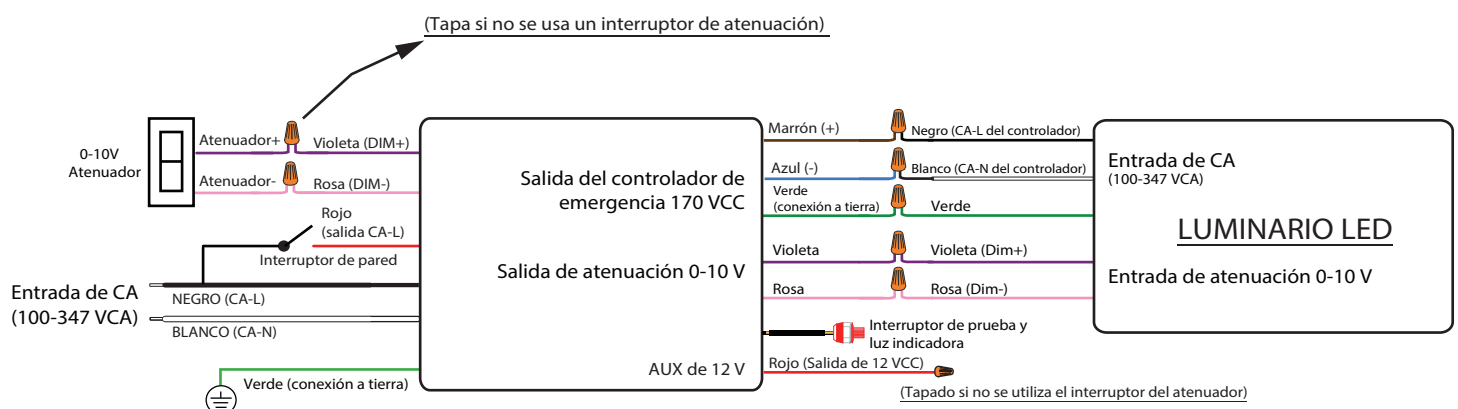 (Tapa si no se usa un interruptor de atenuación)
0-10V
Atenuador
Atenuador+
Violeta (DIM+)
Atenuador-
Rosa (DIM-)
Rojo
(salida CA-L)
Interruptor de pared
Entrada de CA
(100-347 VCA)
NEGRO (CA-L)
BLANCO (CA-N)
Verde (conexión a tierra)
Salida del controlador de
emergencia 170 VCC
Salida de atenuación 0-10 V
AUX de 12 V
Marrón (+)
Negro (CA-L del controlador)
Azul (-)
Blanco (CA-N del controlador)
Verde
(conexión a tierra)
Verde
Violeta
Violeta (Dim+)
Rosa
Rosa (Dim-)
Interruptor de prueba y
luz indicadora
Rojo (Salida de 12 VCC)
(Tapado si no se utiliza el interruptor del atenuador)
Entrada de CA
(100-347 VCA)
LUMINARIO LED
Entrada de atenuación 0-10 V